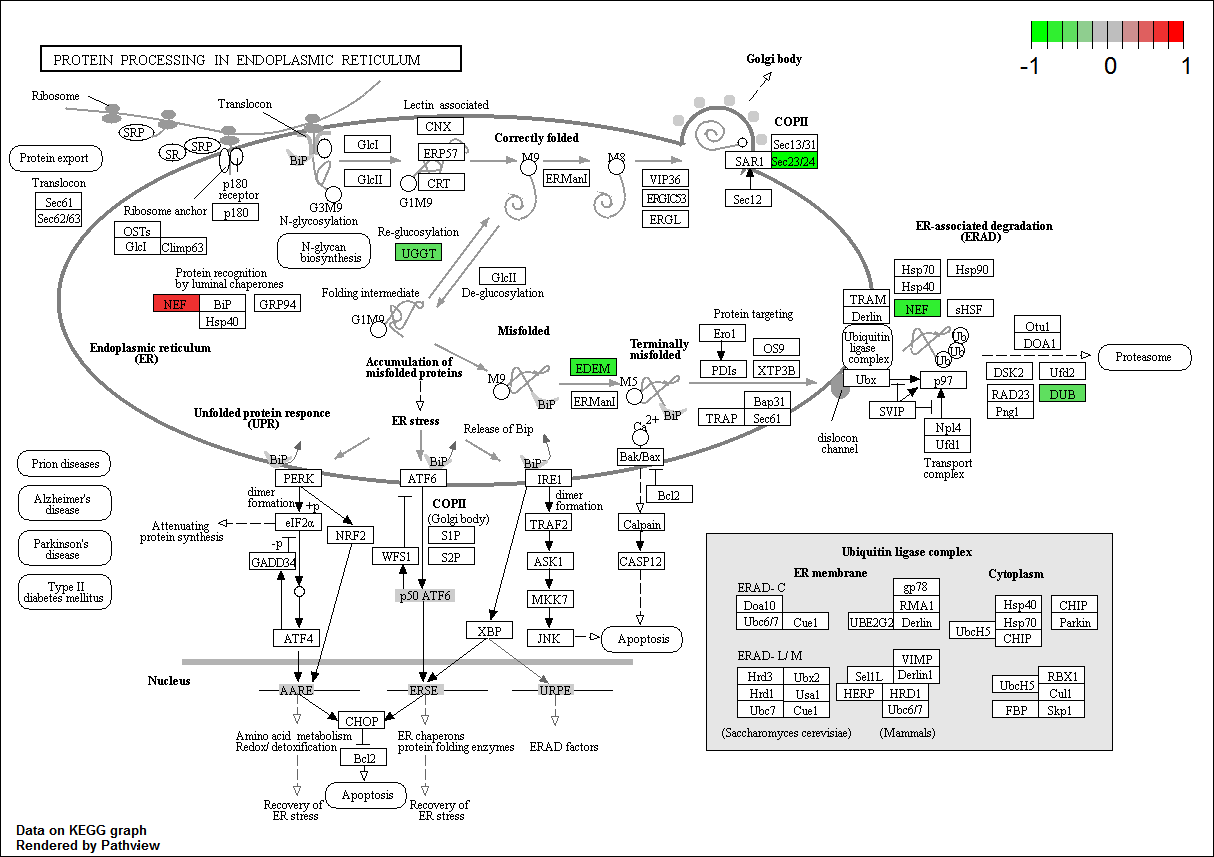 -1
0
1
PROTEIN PROCESSING IN ENDOPLASMIC RETICULUM
Golgi body
Ribosome
Translocon
Lectin associated
SRP
SR
SRP
CNX
Correctly folded
COPII
GlcI
ERP57
M9
M8
Sec13/31
Protein export
BiP
SAR1
Sec23/24
GlcII
CRT
ERManI
VIP36
Translocon
p180
receptor
G1M9
ERGIC53
Sec12
Sec61
G3M9
N-glycosylation
ERGL
Sec62/63
Ribosome anchor
p180
ER-associated degradation
(ERAD)
OSTs
GlcI
Climp63
N-glycan
biosynthesis
Re-glucosylation
UGGT
Protein recognition
by luminal chaperones
GlcII
De-glucosylation
Hsp70
Hsp90
Hsp40
NEF
BiP
GRP94
Hsp40
Folding intermediate
G1M9
TRAM
Derlin
NEF
sHSF
Protein targeting
Misfolded
Ero1
Ubiquitin
ligase
complex
Ub
Ub
Ub
Otu1
DOA1
Proteasome
Endoplasmic reticulum
(ER)
Accumulation of
misfolded proteins
Terminally
misfolded
OS9
PDIs
XTP3B
EDEM
M9
M5
ERManI
BiP
BiP
Ubx
p97
DSK2
Ufd2
RAD23
DUB
Png1
SVIP
Bap31
TRAP
Sec61
Unfolded protein responce
(UPR)
ER stress
Release of Bip
Ca2+
dislocon
channel
Npl4
Ufd1
Transport
complex
Prion diseases
BiP
BiP
BiP
Bak/Bax
PERK
ATF6
IRE1
Bcl2
Alzheimer's
disease
dimer
formation
+p
COPII
(Golgi body)
dimer
formation
Attenuating
protein synthesis
eIF2α
NRF2
S1P
TRAF2
Calpain
Parkinson's
disease
-p
GADD34
WFS1
S2P
ASK1
CASP12
Type II
diabetes mellitus
p50 ATF6
MKK7
ATF4
XBP
JNK
Apoptosis
Ubiquitin ligase complex
ER membrane
Cytoplasm
ERAD- C
gp78
Doa10
RMA1
Hsp40
CHIP
Ubc6/7
Cue1
UBE2G2
Derlin
UbcH5
Hsp70
Parkin
CHIP
ERAD- L/ M
VIMP
Hrd3
Ubx2
Sel1L
Derlin1
RBX1
Hrd1
Usa1
HERP
HRD1
UbcH5
Cul1
Ubc7
Cue1
Ubc6/7
FBP
Skp1
(Saccharomyces cerevisiae)
(Mammals)
Nucleus
AARE
ERSE
URPE
CHOP
Amino acid metabolism
Redox/ detoxification
ER chaperons
protein folding enzymes
ERAD factors
Bcl2
Apoptosis
Recovery of
ER stress
Recovery of
ER stress
Data on KEGG graph
Rendered by Pathview